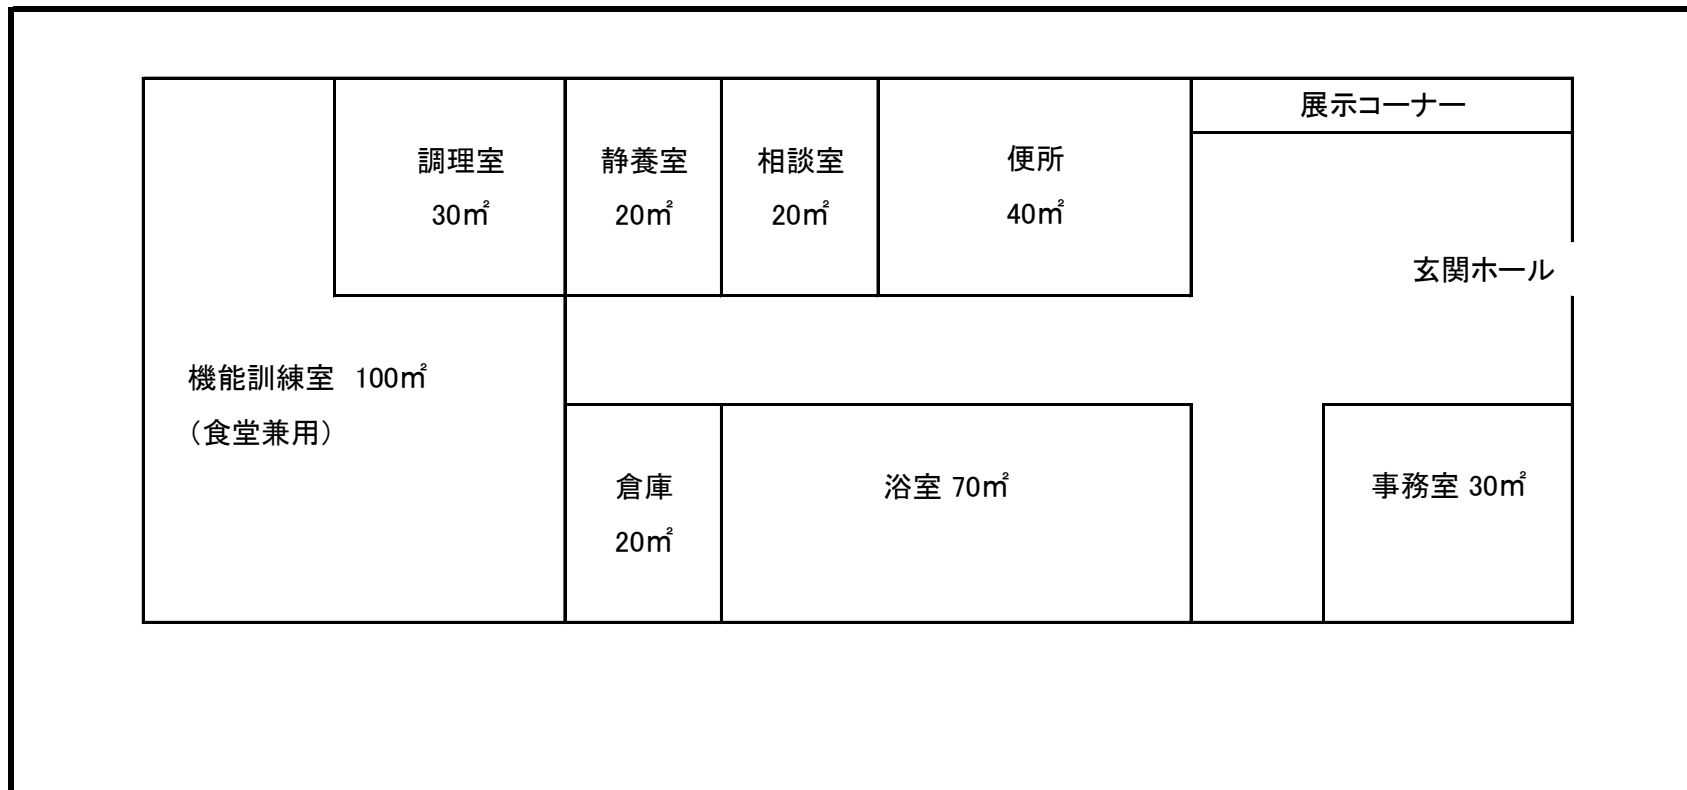 展示コーナー
調理室
30㎡
静養室
20㎡
相談室
20㎡
便所
40㎡
玄関ホール
機能訓練室　100㎡
（食堂兼用）
倉庫
20㎡
浴室 70㎡
事務室 30㎡